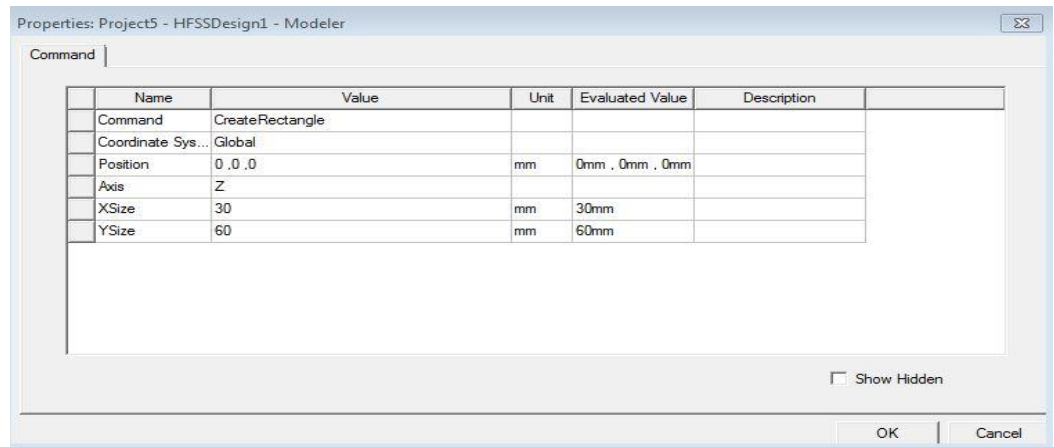 Properties: Project5 - HFSSDesign1 - Modeler
Command
Name Value Unit Evaluated Value Description
Command CreateRectangle
Coordinate Sys... Global
Position 0 ,0 ,0 mm 0mm , 0mm , 0mm
Axis Z
XSize 30 mm 30mm
YSize 60 mm 60mm
Show Hidden
OK Cancel